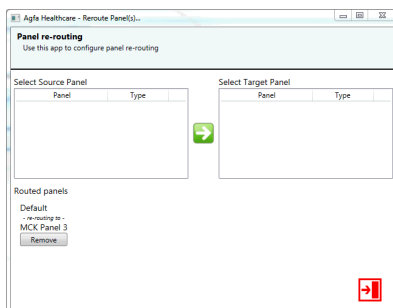 Agfa Healthcare - Reroute Panel(s)...
Panel re-routing
Use this app to configure panel re-routing
Select Source Panel
Select Target Panel
Panel Type
Panel Type
Routed panels
Default
- re-routing to -
MCK Panel 3
Remove